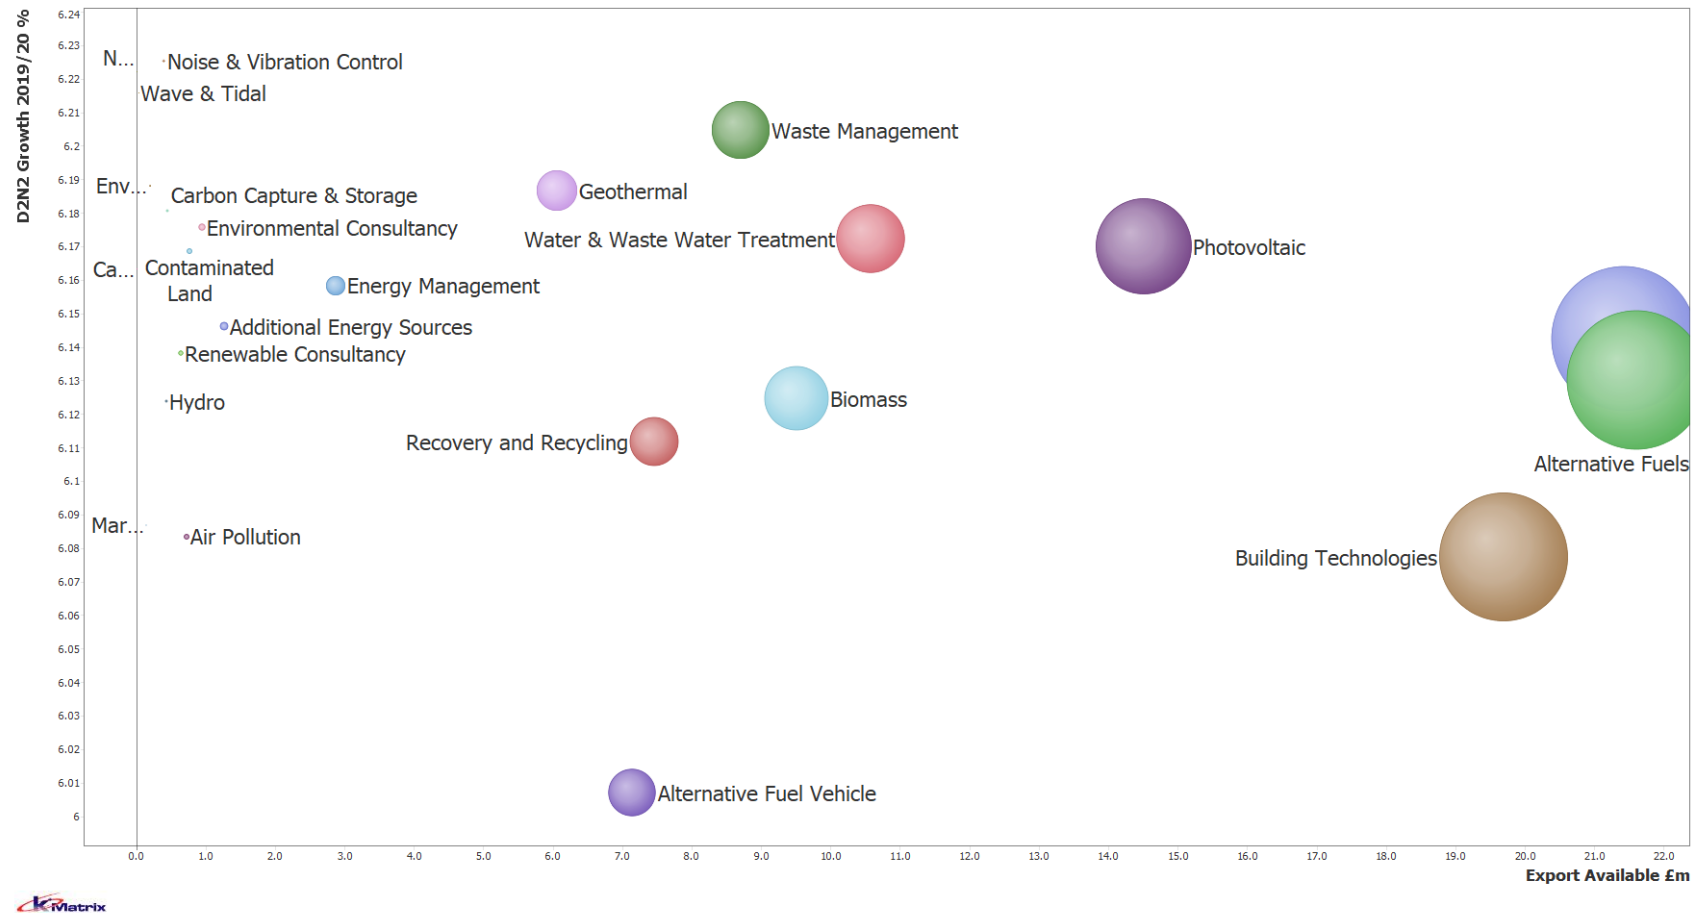 D2N2 Growth 2019/20 %
6.24
6.23
6.22
6.21
6.2
6.19
6.18
6.17
6.16
6.15
6.14
6.13
6.12
6.11
6.1
6.09
6.08
6.07
6.06
6.05
6.04
6.03
6.02
6.01
6
N...
Noise & Vibration Control
Wave & Tidal
Waste Management
Env...
Carbon Capture & Storage
Geothermal
Environmental Consultancy
Water & Waste Water Treatment
Photovoltaic
Ca...
Contaminated
Land
Energy Management
Additional Energy Sources
Renewable Consultancy
Hydro
Biomass
Recovery and Recycling
Alternative Fuels
Mar...
Air Pollution
Building Technologies
Alternative Fuel Vehicle
0.0 1.0 2.0 3.0 4.0 5.0 6.0 7.0 8.0 9.0 10.0 11.0 12.0 13.0 14.0 15.0 16.0 17.0 18.0 19.0 20.0 21.0 22.0
Export Available £m
kMatrix